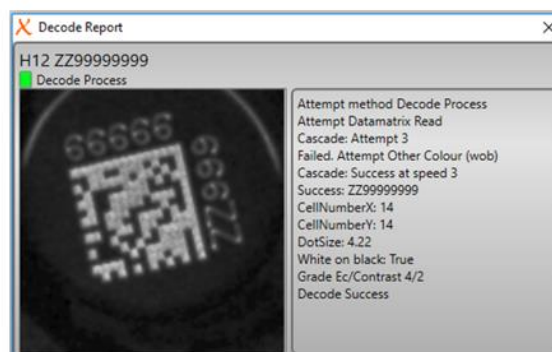 Decode Report
H12 ZZ99999999
Decode Process
99999
ZZ999
Attempt method Decode Process
Attempt Datamatrix Read
Cascade: Attempt 3
Failed. Attempt Other Colour (wob)
Cascade: Success at speed 3
Success: ZZ99999999
CellNumberX: 14
CellNumberY: 14
DotSize: 4.22
White on black: True
Grade Ec/Contrast 4/2
Decode Success